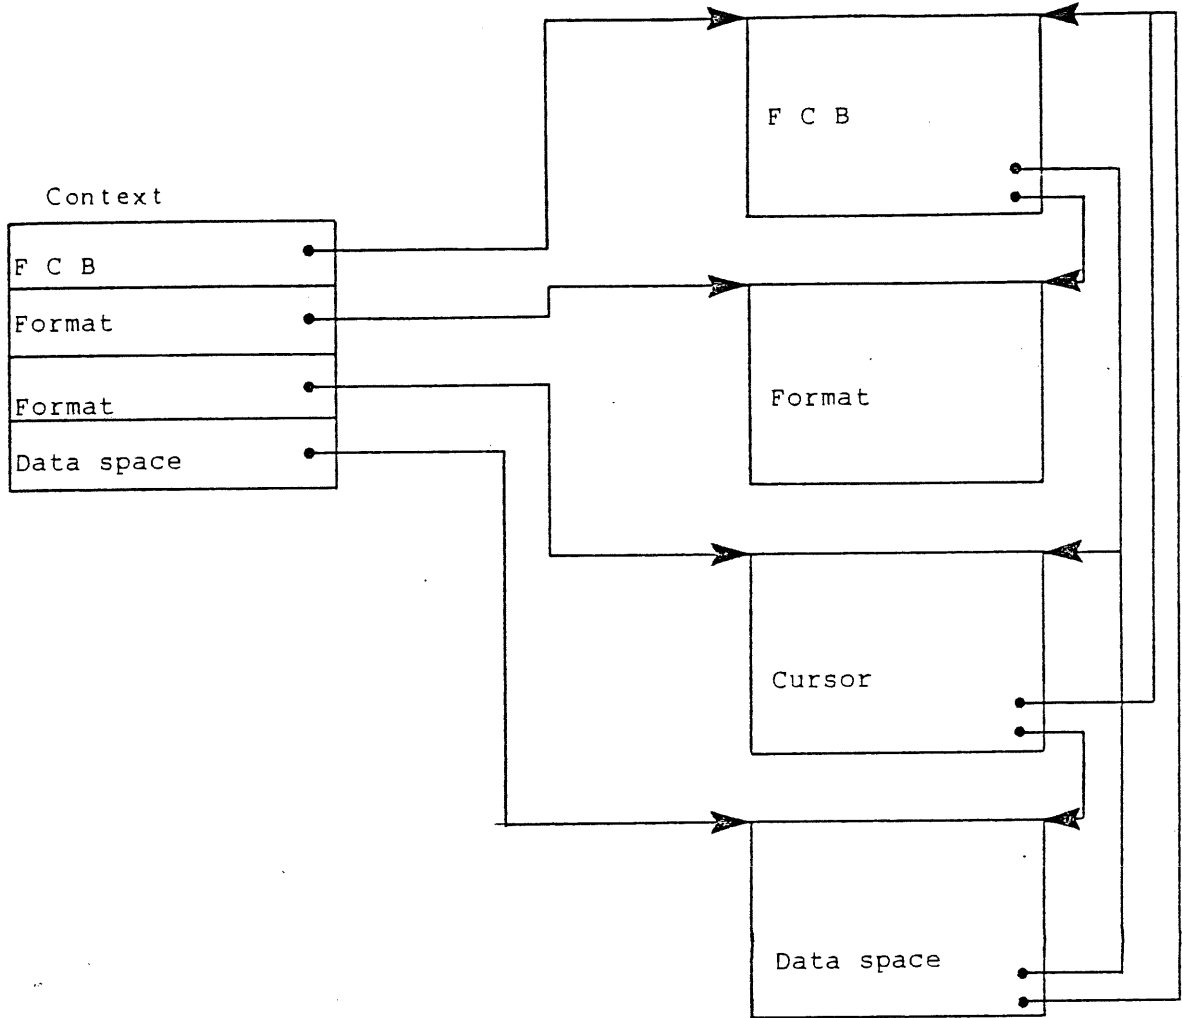 Context
F C B
Format
Format
Data space
F C B
Format
Cursor
Data space